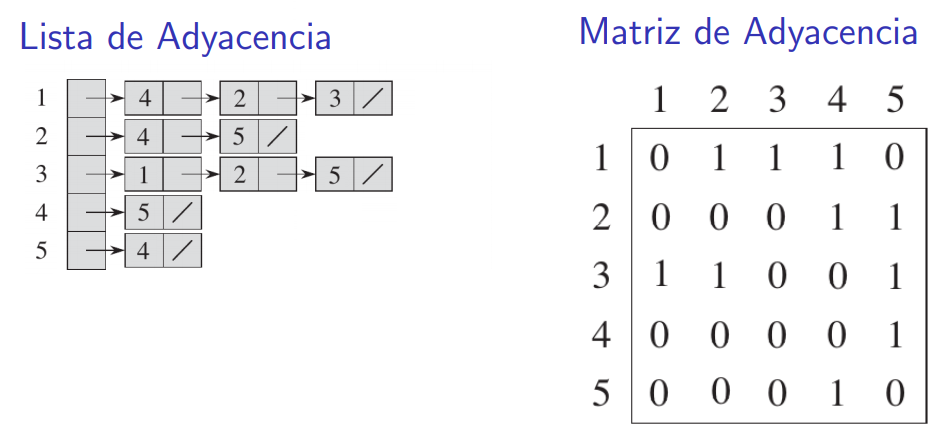 Lista de Adyacencia
1 4 2 3 /
2 4 5 /
3 1 2 5 /
4 5 /
5 4 /
Matriz de Adyacencia
1 2 3 4 5
1 0 1 1 1 0
2 0 0 0 1 1
3 1 1 0 0 1
4 0 0 0 0 1
5 0 0 0 1 0